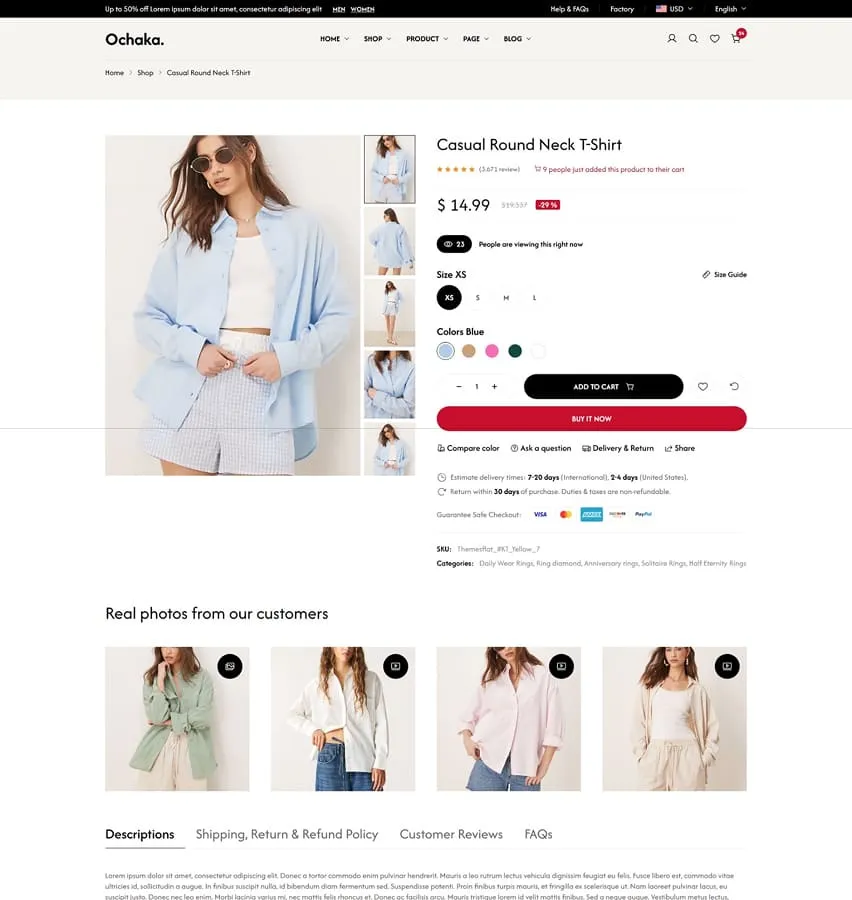 Up to 50% off Lorem ipsum dolor sit amet, consectetur adipiscing elit MEN WOMEN Help & FAQs Factory USD English
Ochaka. HOME SHOP PRODUCT PAGE BLOG 24
Home > Shop > Casual Round Neck T-Shirt
Casual Round Neck T-Shirt
(3.671 review) 9 people just added this product to their cart
$ 14.99 $19.337 -29 %
23 People are viewing this right now
Size XS Size Guide
XS S M L
Colors Blue
− 1 + ADD TO CART
BUY IT NOW
Compare color Ask a question Delivery & Return Share
Estimate delivery times: 7-20 days (International), 2-4 days (United States),
Return within 30 days of purchase. Duties & taxes are non-refundable.
Guarantee Safe Checkout: VISA PayPal
SKU: Themesflat_#KT_Yellow_7
Categories: Daily Wear Rings, Ring diamond, Anniversary rings, Solitaire Rings, Half Eternity Rings
Real photos from our customers
Descriptions Shipping, Return & Refund Policy Customer Reviews FAQs
Lorem ipsum dolor sit amet, consectetur adipiscing elit. Donec a tortor commodo enim pulvinar hendrerit. Mauris a leo rutrum lectus vehicula dignissim feugiat eu felis. Fusce libero est, commodo vitae
ultricies id, sollicitudin a augue. In finibus suscipit nulla, id bibendum diam fermentum sed. Suspendisse potenti. Proin finibus turpis mauris, et fringilla ex scelerisque ut. Nam laoreet pulvinar lacus, eu
suscipit justo. Donec nec leo enim. Morbi lacinia varius mi, nec mattis felis ornare et. Donec ac facilisis arcu. Mauris tristique lorem id velit mattis finibus. Sed a neque augue. Vestibulum metus lectus,